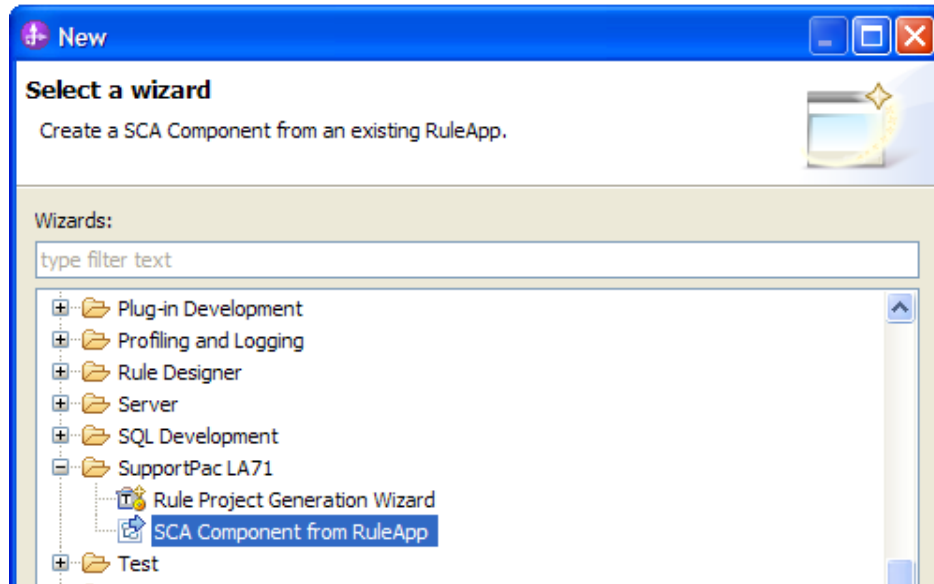 New
Select a wizard
Create a SCA Component from an existing RuleApp.
Wizards:
type filter text
Plug-in Development
Profiling and Logging
Rule Designer
Server
SQL Development
SupportPac LA71
Rule Project Generation Wizard
SCA Component from RuleApp
Test